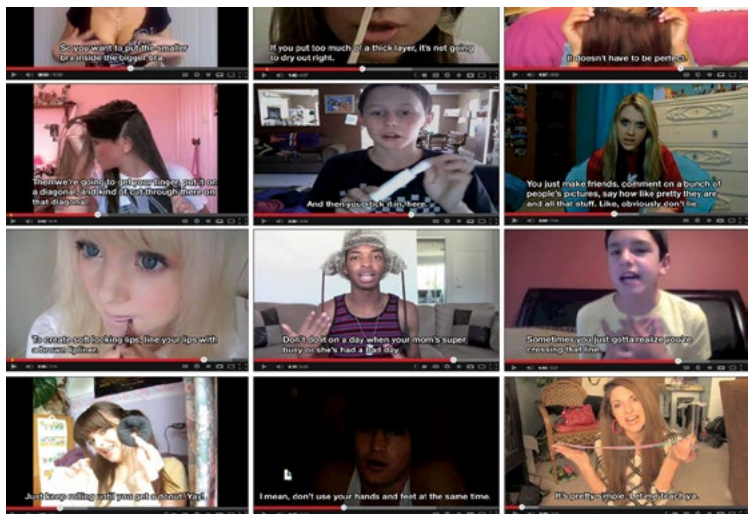 So you want to put the smaller
bra inside the bigger bra.
If you put too much of a thick layer, it's not going
to dry out right.
It doesn't have to be perfect.
Then we're going to get your finger, put it on
a diagonal, and kind of cut through there on
that diagonal.
And then you stick it in, here.
You just make friends, comment on a bunch of
people's pictures, say how like pretty they are
and all that stuff. Like, obviously don't lie.
To create soft looking lips, line your lips with
a brown lipliner.
Don't do it on a day when your mom's super
busy or she's had a bad day.
Sometimes you just gotta realize you're
crossing that line.
Just keep rolling until you get a donut. Yay!
I mean, don't use your hands and feet at the same time.
It's pretty simple. Let me teach ya.